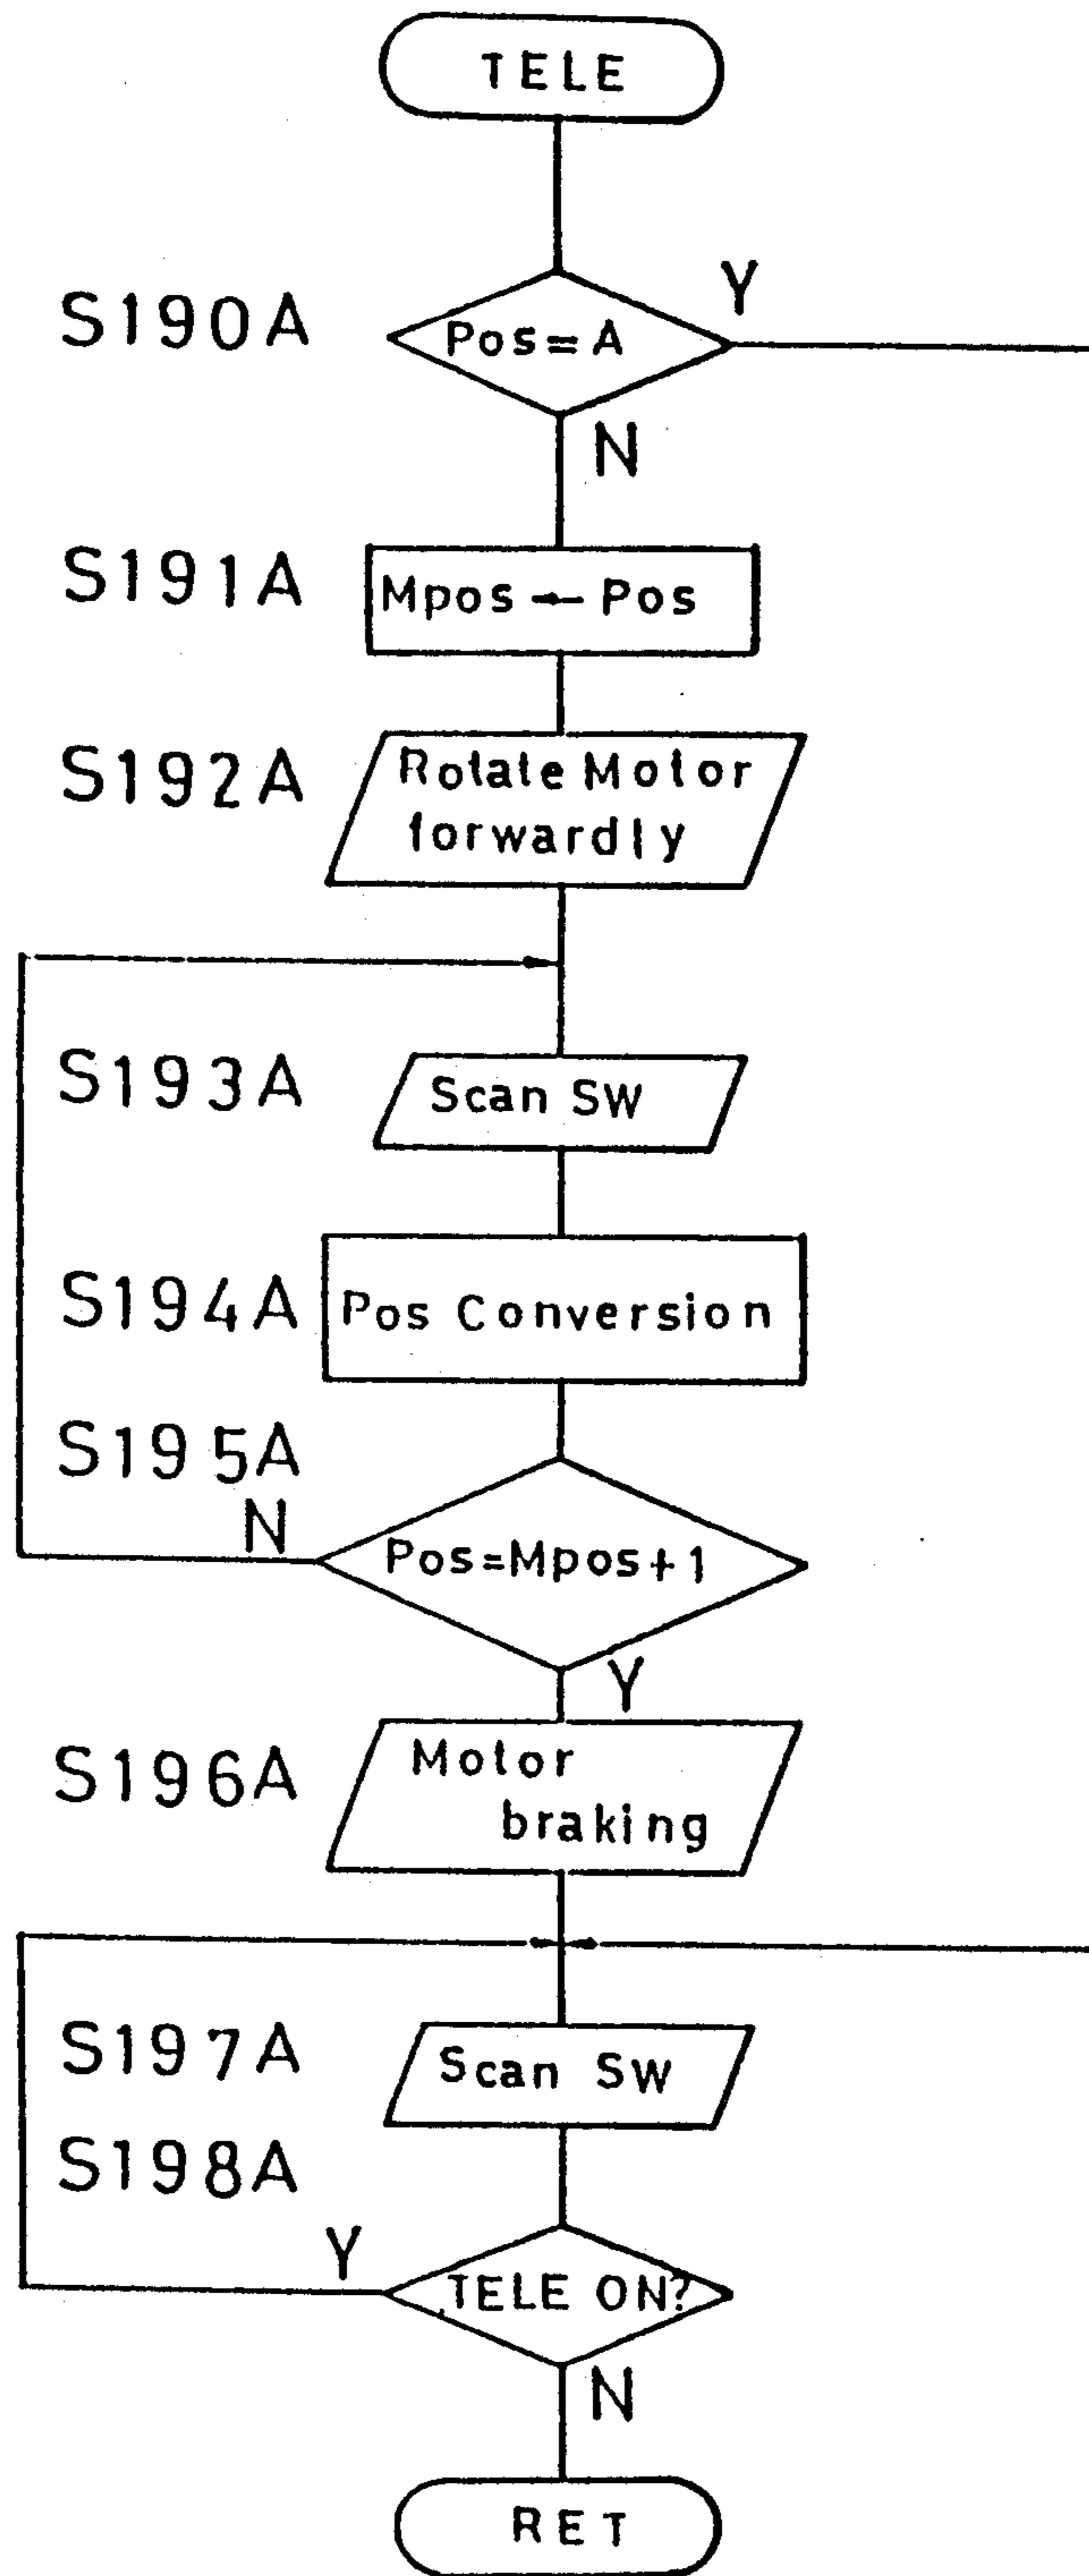 TELE
Y
S190A
Pos=A
N
S191A
Mpos ← Pos
S192A
Rotate Motor
forwardly
S193A
Scan SW
S194A
Pos Conversion
S195A
N
Pos=Mpos+1
Y
S196A
Motor
braking
S197A
Scan SW
S198A
Y
TELE ON?
N
RET